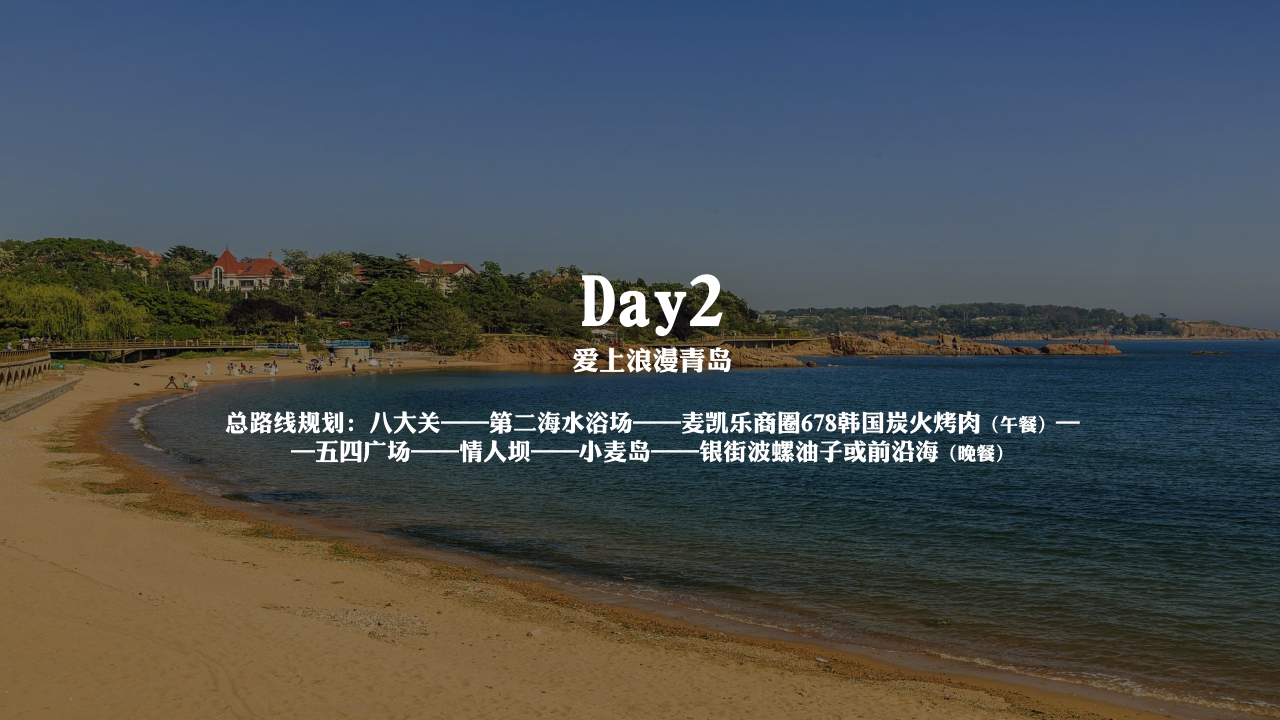 Day2
爱上浪漫青岛
总路线规划：八大关——第二海水浴场——麦凯乐商圈678韩国炭火烤肉（午餐）—
—五四广场——情人坝——小麦岛——银街波螺油子或前沿海（晚餐）